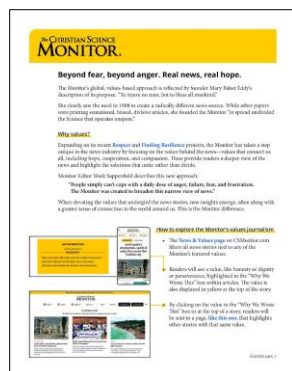 The CHRISTIAN SCIENCE
MONITOR.
Beyond fear, beyond anger. Real news, real hope.
The Monitor's global, values-based approach is reflected by founder Mary Baker Eddy's
description of its purpose: "To injure no man, but to bless all mankind."
She clearly saw the need in 1908 to create a radically different news source. While other papers
were printing sensational, biased, divisive articles, she founded the Monitor "to spread undivided
the Science that operates unspent."
Why values?
Expanding on its recent Respect and Finding Resilience projects, the Monitor has taken a step
unique in the news industry by focusing on the values behind the news—values that connect us
all, including hope, cooperation, and compassion. These provide readers a deeper view of the
news and highlight the solutions that unite rather than divide.
Monitor Editor Mark Sappenfield describes this new approach:
"People simply can't cope with a daily dose of anger, failure, fear, and frustration.
The Monitor was created to broaden this narrow view of news."
When elevating the values that undergird the news stories, new insights emerge, often along with
a greater sense of connection to the world around us. This is the Monitor difference.
How to explore the Monitor's values journalism
The News & Values page on CSMonitor.com
filters all news stories tied to any of the
Monitor's featured values.
Readers will see a value, like honesty or dignity
or perseverance, highlighted in the "Why We
Wrote This" box within articles. The value is
also displayed in yellow at the top of the story.
By clicking on the value in the "Why We Wrote
This" box or at the top of a story, readers will
be sent to a page, like this one, that highlights
other stories with that same value.
Continues >